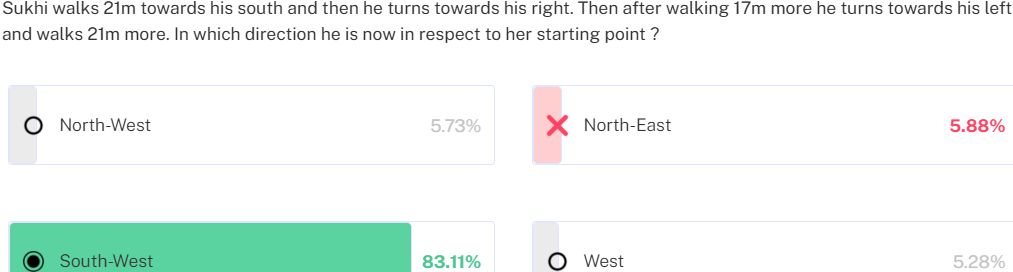 Sukhi walks 21m towards his south and then he turns towards his right. Then after walking 17m more he turns towards his left
and walks 21m more. In which direction he is now in respect to her starting point ?
North-West 5.73% North-East 5.88%
South-West 83.11% West 5.28%